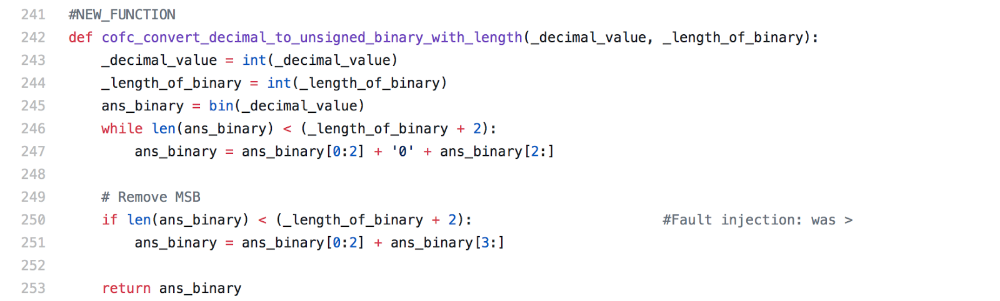 241 #NEW_FUNCTION
242 def cofc_convert_decimal_to_unsigned_binary_with_length(_decimal_value, _length_of_binary):
243     _decimal_value = int(_decimal_value)
244     _length_of_binary = int(_length_of_binary)
245     ans_binary = bin(_decimal_value)
246     while len(ans_binary) < (_length_of_binary + 2):
247         ans_binary = ans_binary[0:2] + '0' + ans_binary[2:]
248
249     # Remove MSB
250     if len(ans_binary) < (_length_of_binary + 2):                       #Fault injection: was >
251         ans_binary = ans_binary[0:2] + ans_binary[3:]
252
253     return ans_binary